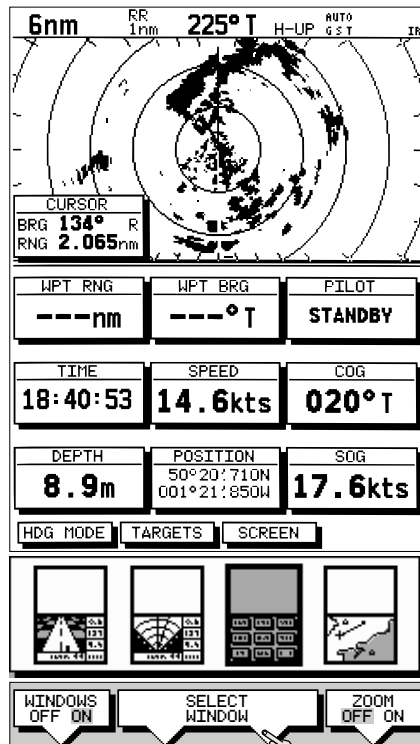 6nm RR 1nm 225°T H-UP AUTO GST IR
CURSOR
BRG 134° R
RNG 2.065nm
WPT RNG WPT BRG PILOT
---nm ---°T STANDBY
TIME SPEED COG
18:40:53 14.6kts 020°T
DEPTH POSITION SOG
8.9m 50°20'.710N 001°21'.850W 17.6kts
HDG MODE TARGETS SCREEN
WINDOWS SELECT ZOOM
OFF ON WINDOW OFF ON